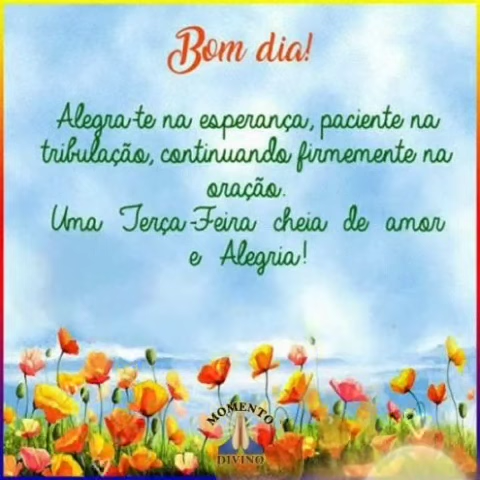 Bom dia!
Alegra-te na esperança, paciente na
tribulação, continuando firmemente na
oração.
Uma Terça-Feira cheia de amor
e Alegria!
MOMENTO
DIVINO